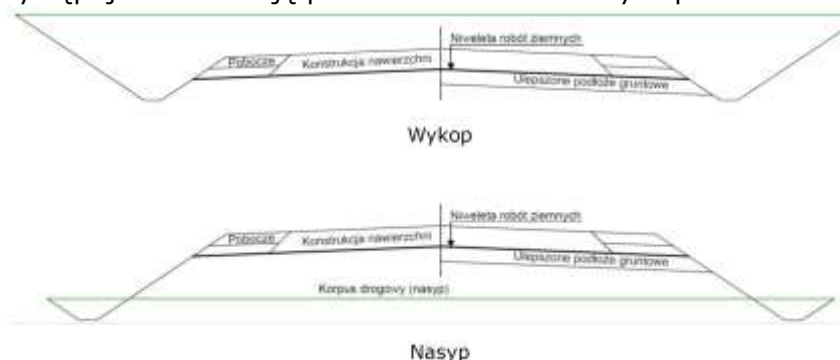 Niweleta robót ziemnych
Pobocze
Konstrukcja nawierzchni
Ulepszone podłoże gruntowe
Wykop
Niweleta robót ziemnych
Pobocze
Konstrukcja nawierzchni
Ulepszone podłoże gruntowe
Korpus drogowy (nasyp)
Nasyp